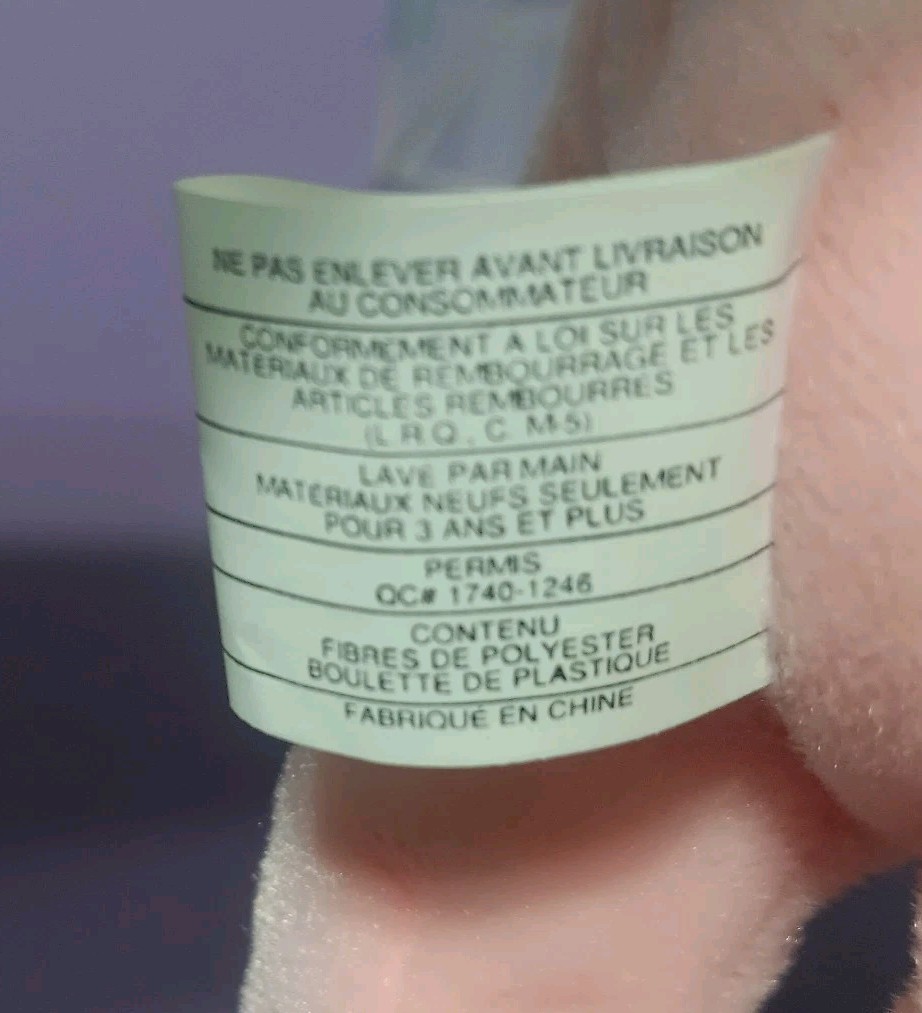 NE PAS ENLEVER AVANT LIVRAISON
AU CONSOMMATEUR
CONFORMEMENT A LOI SUR LES
MATERIAUX DE REMBOURRAGE ET LES
ARTICLES REMBOURRES
(L.R.Q., C. M-5)
LAVE PAR MAIN
MATERIAUX NEUFS SEULEMENT
POUR 3 ANS ET PLUS
PERMIS
QC# 1740-1246
CONTENU
FIBRES DE POLYESTER
BOULETTE DE PLASTIQUE
FABRIQUE EN CHINE